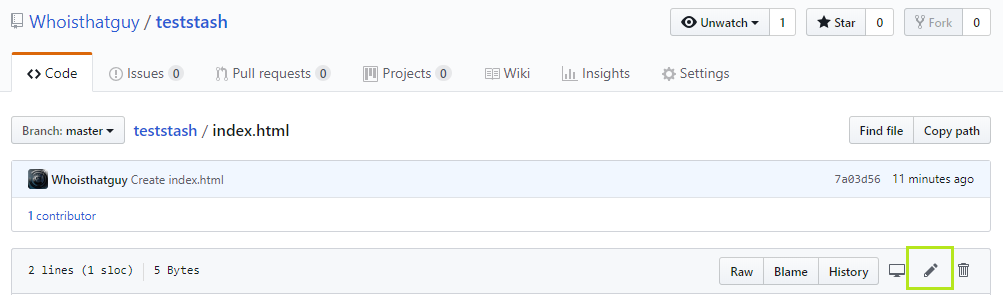 Whoisthatguy / teststash Unwatch 1 Star 0 Fork 0
Code Issues 0 Pull requests 0 Projects 0 Wiki Insights Settings
Branch: master teststash / index.html Find file Copy path
Whoisthatguy Create index.html 7a03d56 11 minutes ago
1 contributor
2 lines (1 sloc) 5 Bytes Raw Blame History